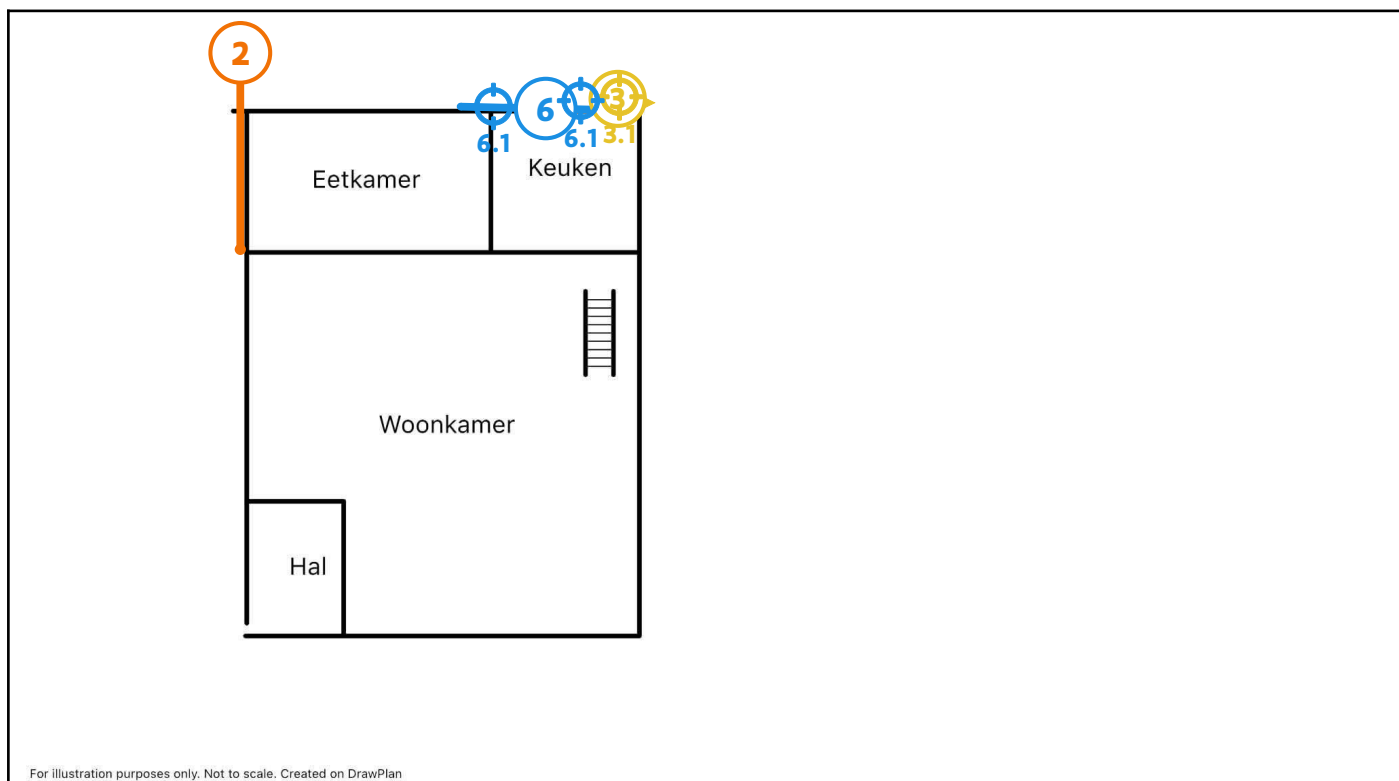 2
6
3
6.1
6.1
3.1
Eetkamer
Keuken
Woonkamer
Hal
For illustration purposes only. Not to scale. Created on DrawPlan